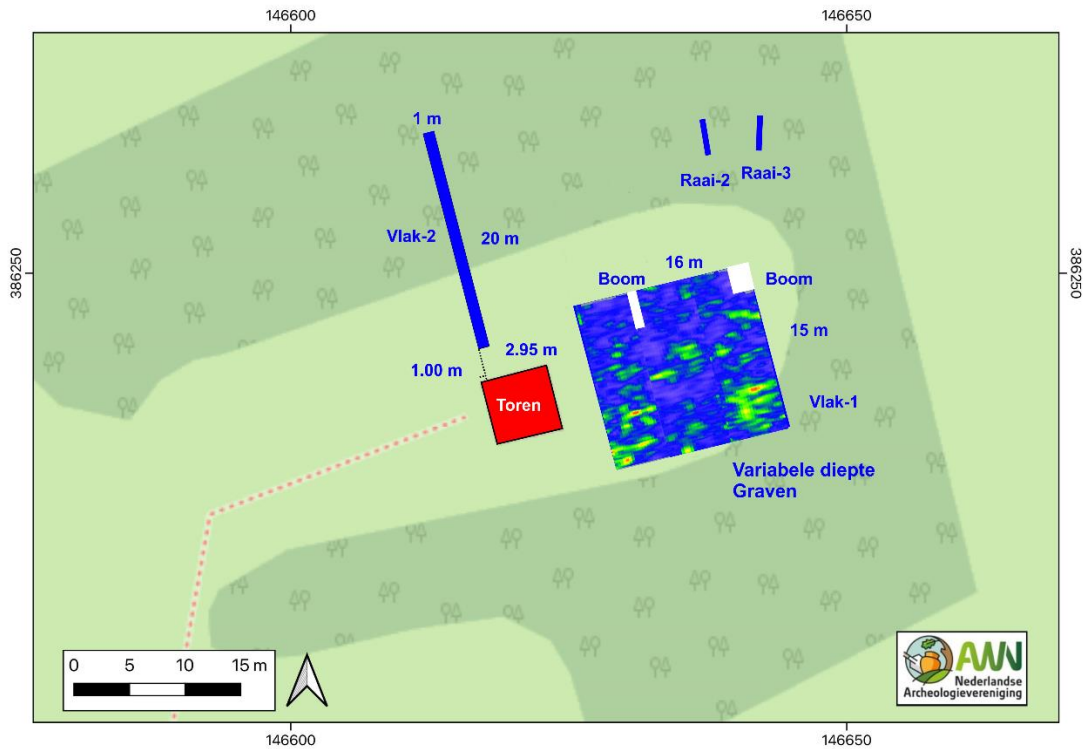 146600
146650
1 m
Raai-2
Raai-3
Vlak-2
20 m
386250
386250
Boom
16 m
Boom
15 m
2.95 m
1.00 m
Toren
Vlak-1
Variabele diepte
Graven
0 5 10 15 m
AWN
Nederlandse
Archeologievereniging
146600
146650